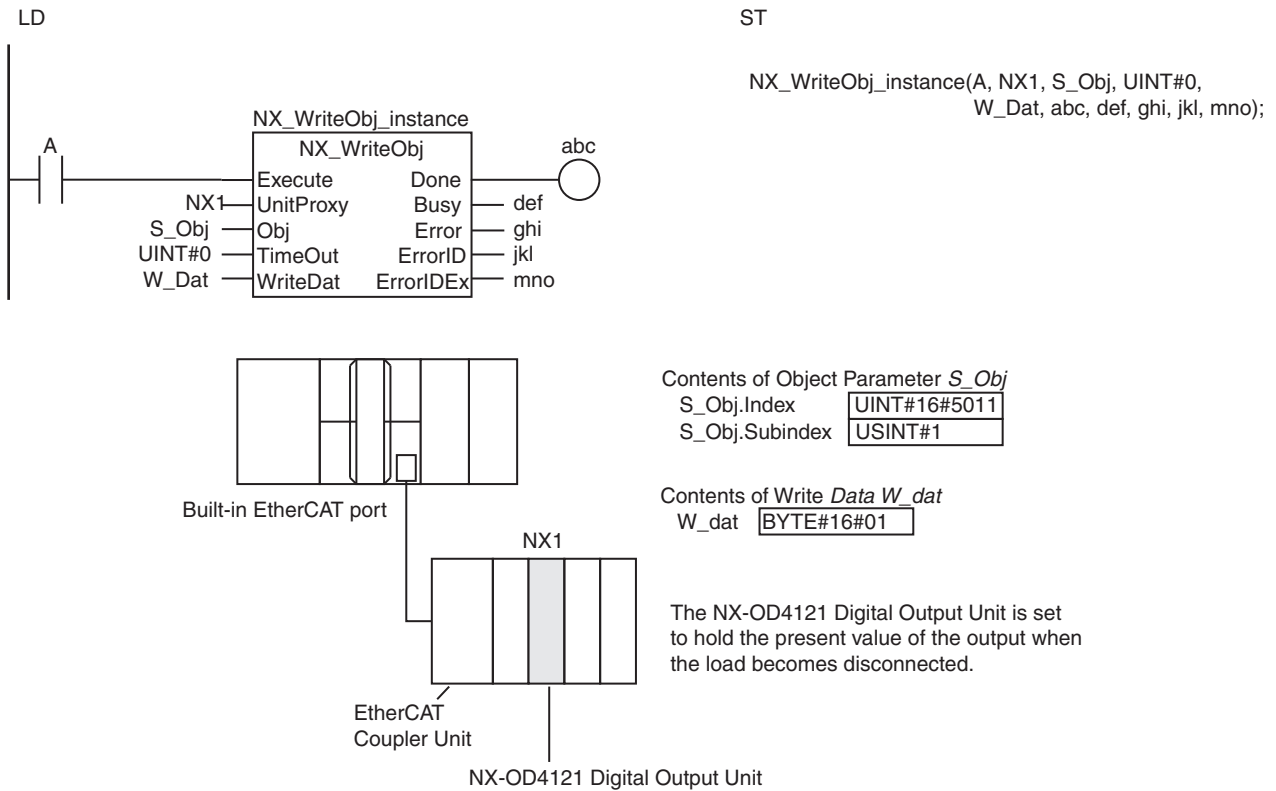 LD
ST
NX_WriteObj_instance(A, NX1, S_Obj, UINT#0,
W_Dat, abc, def, ghi, jkl, mno);
NX_WriteObj_instance
A
NX_WriteObj
abc
Execute Done
NX1 UnitProxy Busy def
S_Obj Obj Error ghi
UINT#0 TimeOut ErrorID jkl
W_Dat WriteDat ErrorIDEx mno
Contents of Object Parameter S_Obj
S_Obj.Index UINT#16#5011
S_Obj.Subindex USINT#1
Built-in EtherCAT port
Contents of Write Data W_dat
W_dat BYTE#16#01
NX1
The NX-OD4121 Digital Output Unit is set
to hold the present value of the output when
the load becomes disconnected.
EtherCAT
Coupler Unit
NX-OD4121 Digital Output Unit